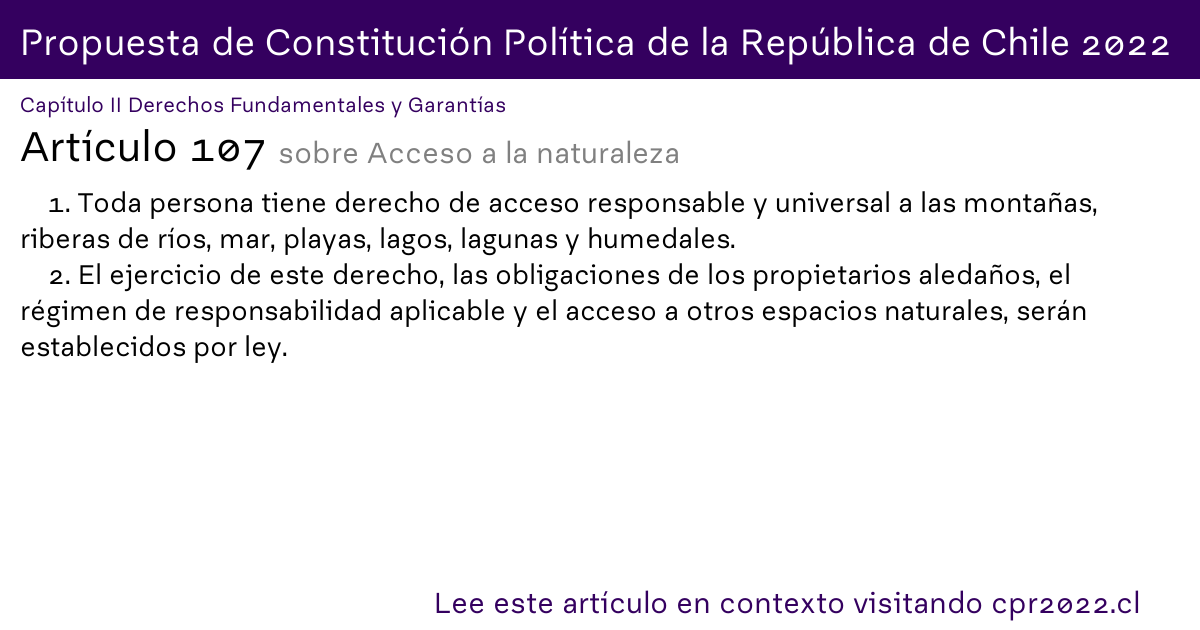 Propuesta de Constitución Política de la República de Chile 2022
Capítulo II Derechos Fundamentales y Garantías
Artículo 107 sobre Acceso a la naturaleza
1. Toda persona tiene derecho de acceso responsable y universal a las montañas,
riberas de ríos, mar, playas, lagos, lagunas y humedales.
2. El ejercicio de este derecho, las obligaciones de los propietarios aledaños, el
régimen de responsabilidad aplicable y el acceso a otros espacios naturales, serán
establecidos por ley.
Lee este artículo en contexto visitando cpr2022.cl